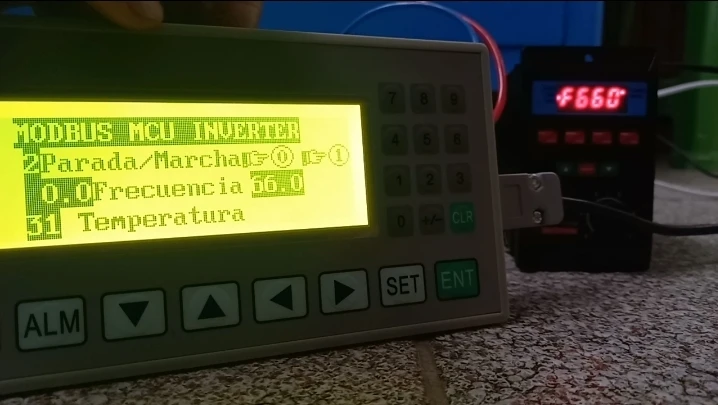 MODBUS MCU INVERTER
2Parada/Marcha☞⓪ ☞①
0.0Frecuencia 66.0
31 Temperatura
7 8 9
4 5 6
1 2 3
0 +/- CLR
ALM ▼ ▲ ◀ ▶ SET ENT
F660